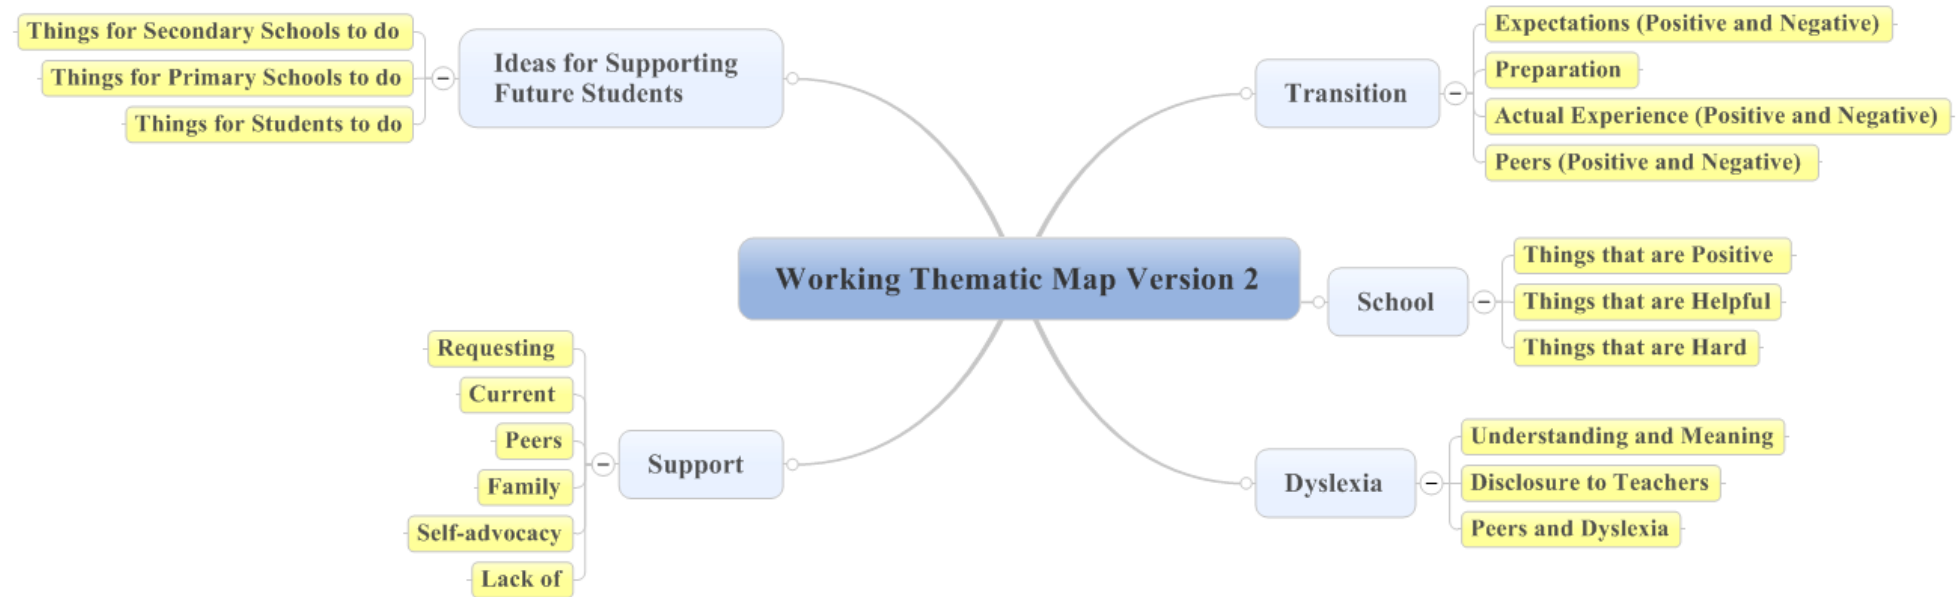 Working Thematic Map Version 2
Ideas for Supporting
Future Students
Things for Secondary Schools to do
Things for Primary Schools to do
Things for Students to do
Transition
Expectations (Positive and Negative)
Preparation
Actual Experience (Positive and Negative)
Peers (Positive and Negative)
School
Things that are Positive
Things that are Helpful
Things that are Hard
Dyslexia
Understanding and Meaning
Disclosure to Teachers
Peers and Dyslexia
Support
Requesting
Current
Peers
Family
Self-advocacy
Lack of